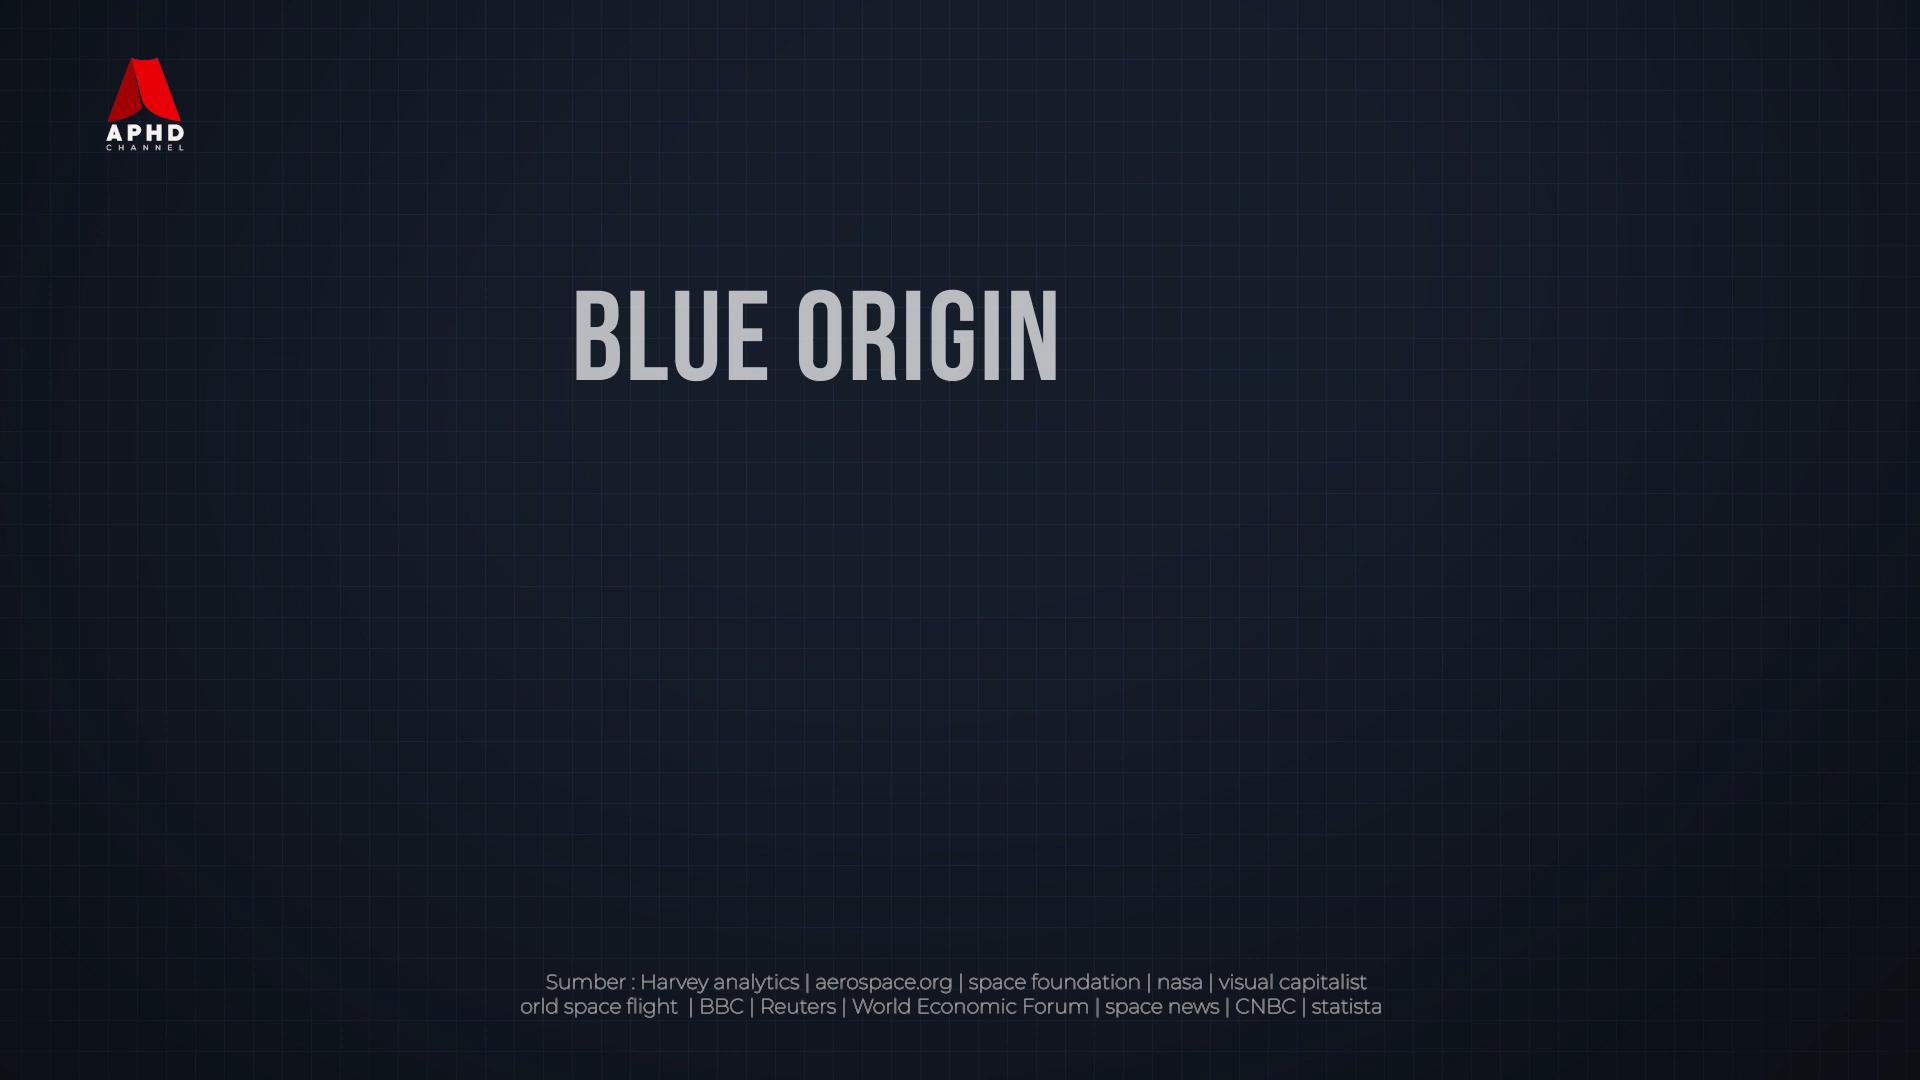 APHD
CHANNEL
BLUE ORIGIN
Sumber : Harvey analytics | aerospace.org | space foundation | nasa | visual capitalist
orld space flight | BBC | Reuters | World Economic Forum | space news | CNBC | statista